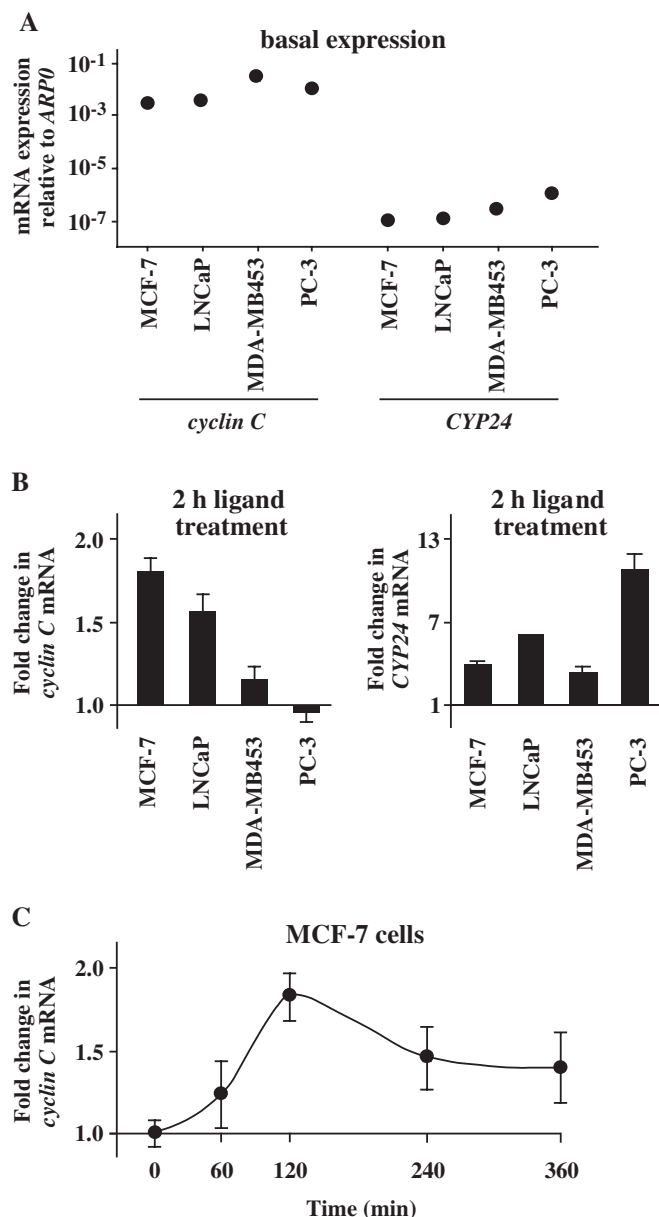 A
basal expression
mRNA expression
relative to ARP0
10-1
10-3
10-5
10-7
MCF-7
LNCaP
MDA-MB453
PC-3
MCF-7
LNCaP
MDA-MB453
PC-3
cyclin C
CYP24
B
2 h ligand
treatment
Fold change in
cyclin C mRNA
2.0
1.5
1.0
MCF-7
LNCaP
MDA-MB453
PC-3
2 h ligand
treatment
Fold change in
CYP24 mRNA
13
7
1
MCF-7
LNCaP
MDA-MB453
PC-3
C
MCF-7 cells
Fold change in
cyclin C mRNA
2.0
1.5
1.0
0 60 120 240 360
Time (min)